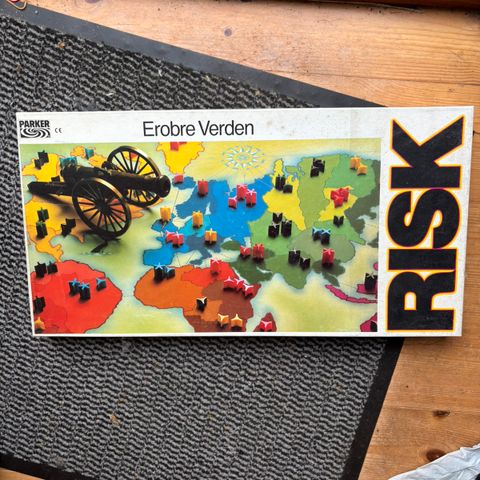 PARKER
CE
Erobre Verden
RISK